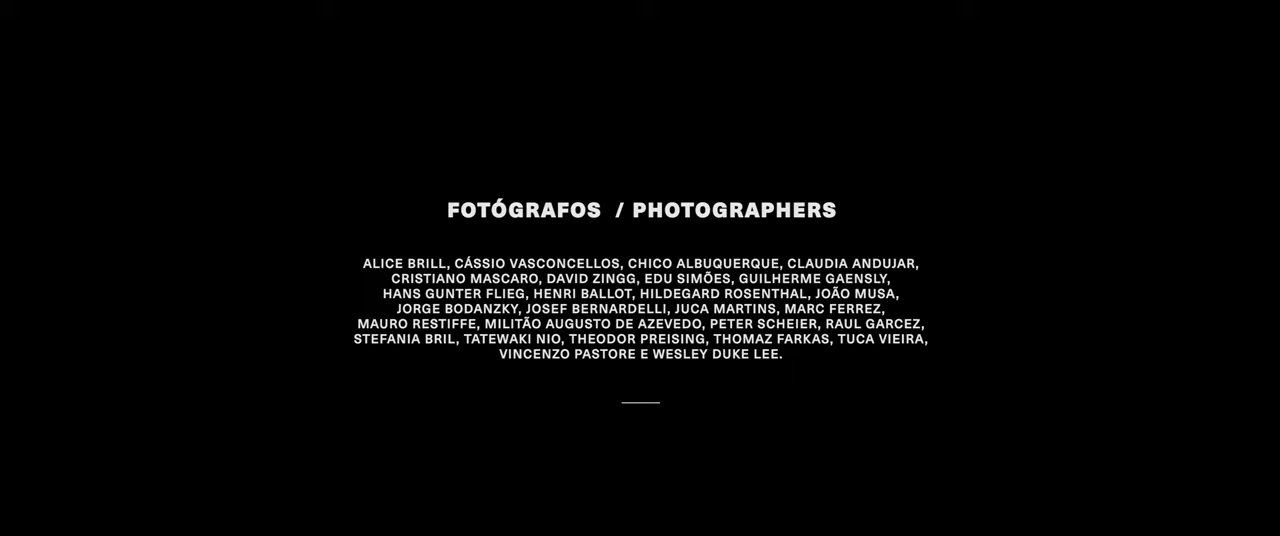 FOTÓGRAFOS / PHOTOGRAPHERS
ALICE BRILL, CÁSSIO VASCONCELLOS, CHICO ALBUQUERQUE, CLAUDIA ANDUJAR,
CRISTIANO MASCARO, DAVID ZINGG, EDU SIMÕES, GUILHERME GAENSLY,
HANS GUNTER FLIEG, HENRI BALLOT, HILDEGARD ROSENTHAL, JOÃO MUSA,
JORGE BODANZKY, JOSEF BERNARDELLI, JUCA MARTINS, MARC FERREZ,
MAURO RESTIFFE, MILITÃO AUGUSTO DE AZEVEDO, PETER SCHEIER, RAUL GARCEZ,
STEFANIA BRIL, TATEWAKI NIO, THEODOR PREISING, THOMAZ FARKAS, TUCA VIEIRA,
VINCENZO PASTORE E WESLEY DUKE LEE.